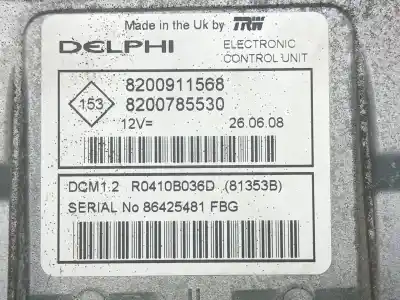 Made in the Uk by TRW
DELPHI ELECTRONIC CONTROL UNIT
8200911568
153 8200785530
12V= 26.06.08
DCM1.2 R0410B036D (81353B)
SERIAL No 86425481 FBG